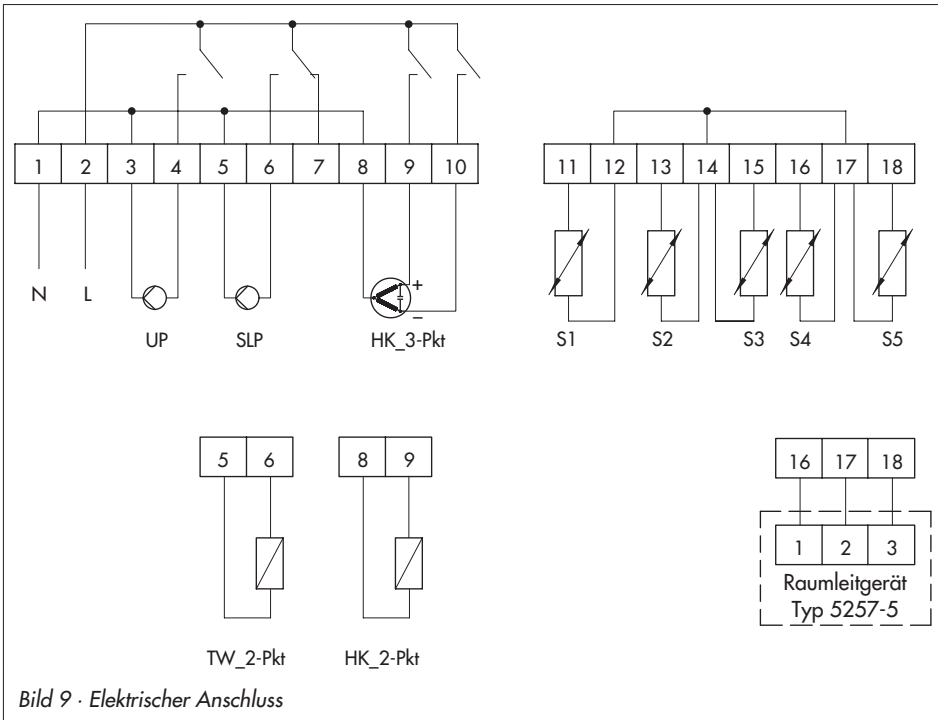 1 2 3 4 5 6 7 8 9 10
11 12 13 14 15 16 17 18
N L
+
−
UP SLP HK_3-Pkt
S1 S2 S3 S4 S5
5 6
8 9
16 17 18
1 2 3
Raumleitgerät
Typ 5257-5
TW_2-Pkt HK_2-Pkt
Bild 9 · Elektrischer Anschluss